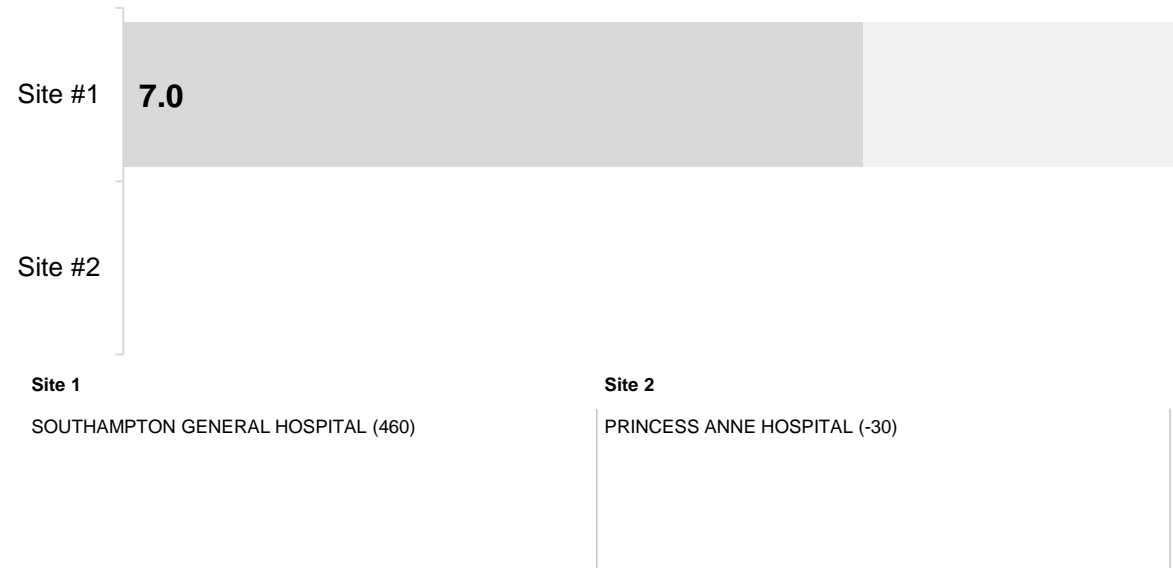 Site #1
7.0
Site #2
Site 1
Site 2
SOUTHAMPTON GENERAL HOSPITAL (460)
PRINCESS ANNE HOSPITAL (-30)